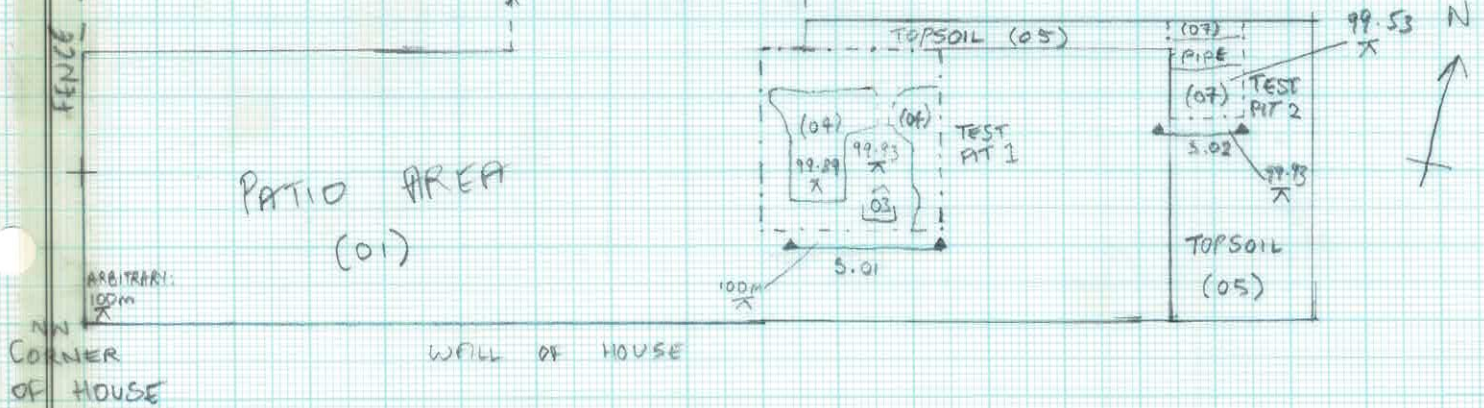 FENCE
TOPSOIL (05)
(07)
PIPE
(07)
TEST
PIT 2
99.53
N
(04)
(04)
99.89
99.93
03
TEST
PIT 1
S.02
99.93
PATIO AREA
(01)
S.01
100m
TOPSOIL
(05)
ARBITRARY:
100m
NW
CORNER
OF HOUSE
WALL OF HOUSE